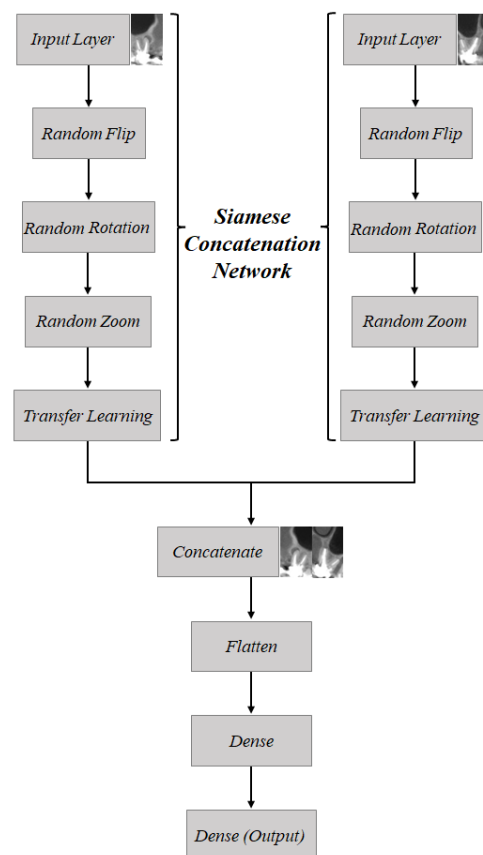 Input Layer
Random Flip
Random Rotation
Random Zoom
Transfer Learning
Siamese
Concatenation
Network
Input Layer
Random Flip
Random Rotation
Random Zoom
Transfer Learning
Concatenate
Flatten
Dense
Dense (Output)